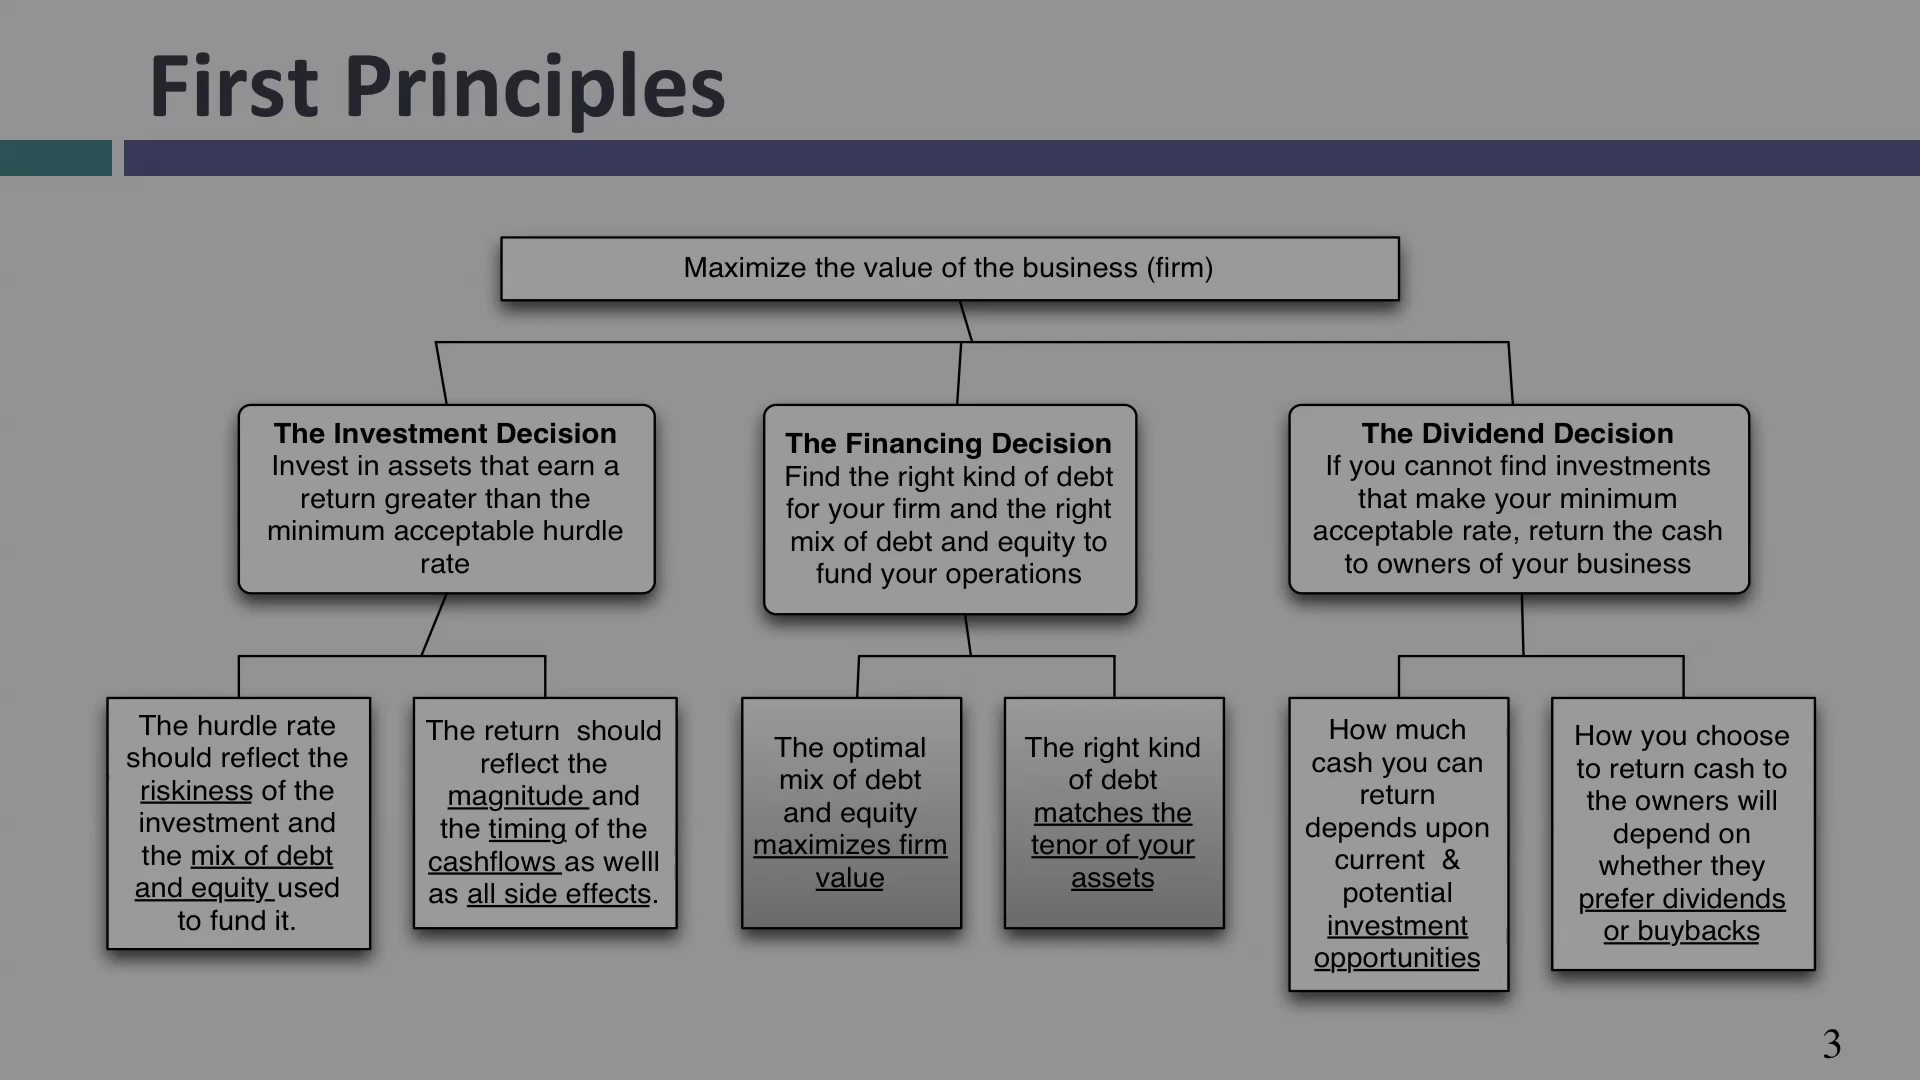 First Principles
Maximize the value of the business (firm)
The Investment Decision
Invest in assets that earn a
return greater than the
minimum acceptable hurdle
rate
The Financing Decision
Find the right kind of debt
for your firm and the right
mix of debt and equity to
fund your operations
The Dividend Decision
If you cannot find investments
that make your minimum
acceptable rate, return the cash
to owners of your business
The hurdle rate
should reflect the
riskiness of the
investment and
the mix of debt
and equity used
to fund it.
The return  should
reflect the
magnitude and
the timing of the
cashflows as welll
as all side effects.
The optimal
mix of debt
and equity
maximizes firm
value
The right kind
of debt
matches the
tenor of your
assets
How much
cash you can
return
depends upon
current  &
potential
investment
opportunities
How you choose
to return cash to
the owners will
depend on
whether they
prefer dividends
or buybacks
3